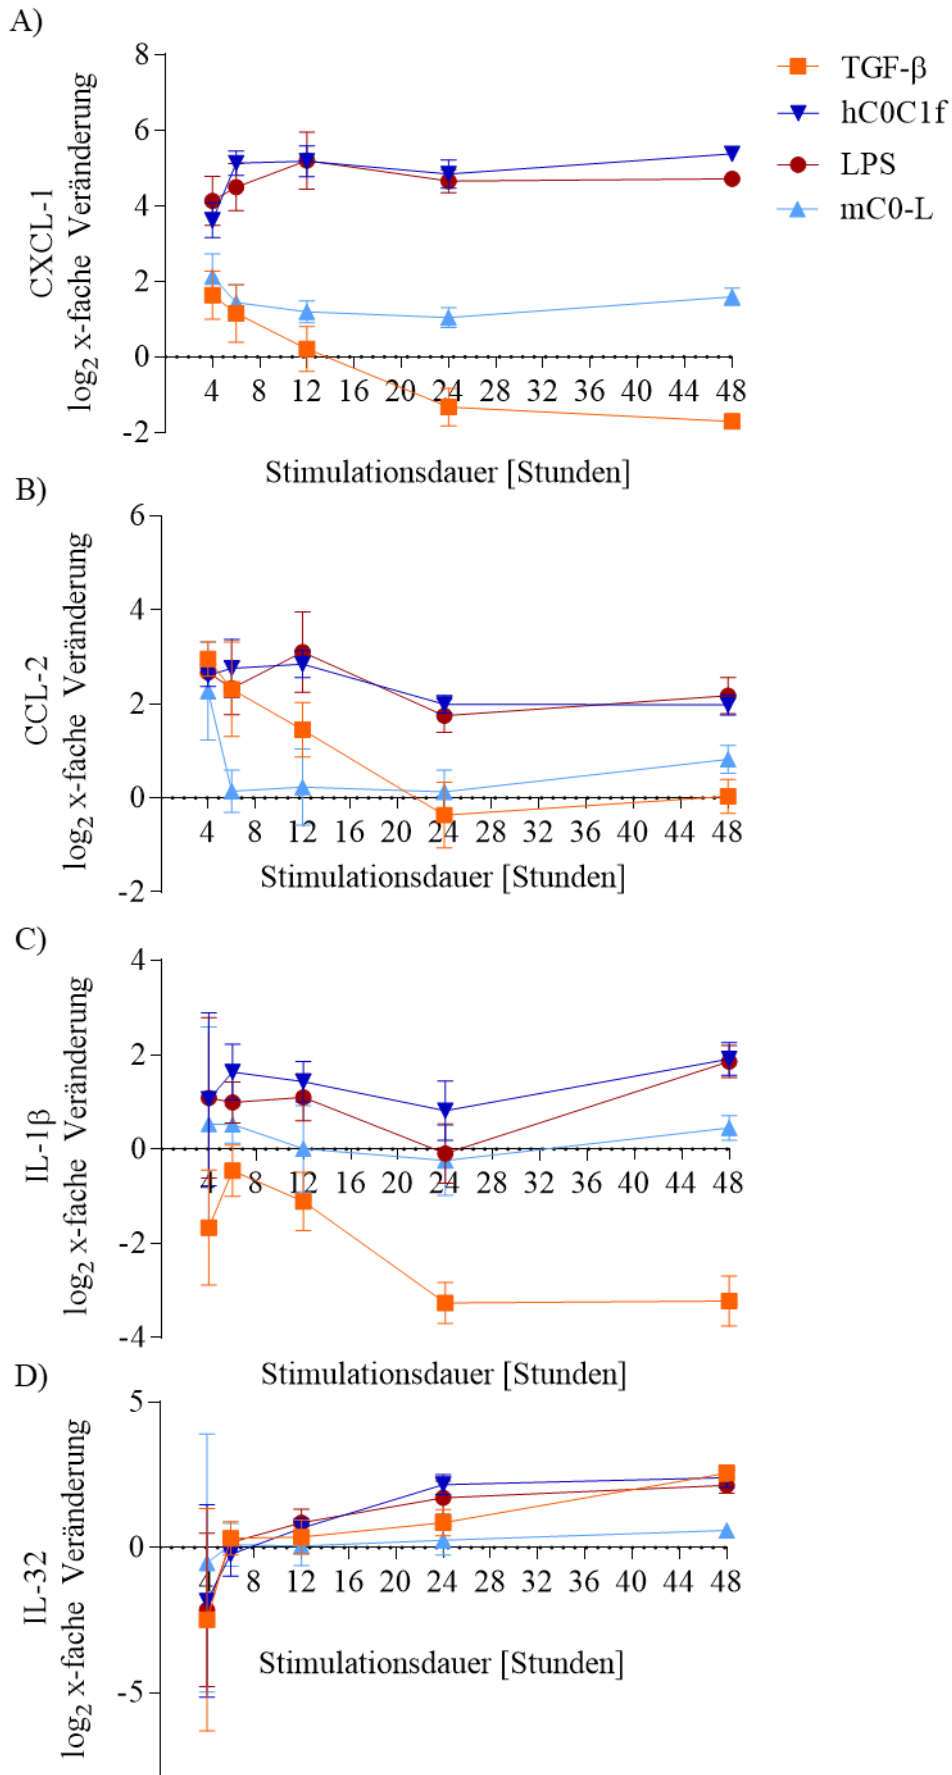 A)
8
6
4
2
0
-2
CXCL-1
log2 x-fache Veränderung
4 8 12 16 20 24 28 32 36 40 44 48
Stimulationsdauer [Stunden]
TGF-β
hC0C1f
LPS
mC0-L
B)
6
4
2
0
-2
CCL-2
log2 x-fache Veränderung
4 8 12 16 20 24 28 32 36 40 44 48
Stimulationsdauer [Stunden]
C)
4
2
0
-2
-4
IL-1β
log2 x-fache Veränderung
4 8 12 16 20 24 28 32 36 40 44 48
Stimulationsdauer [Stunden]
D)
5
0
-5
IL-32
log2 x-fache Veränderung
4 8 12 16 20 24 28 32 36 40 44 48
Stimulationsdauer [Stunden]